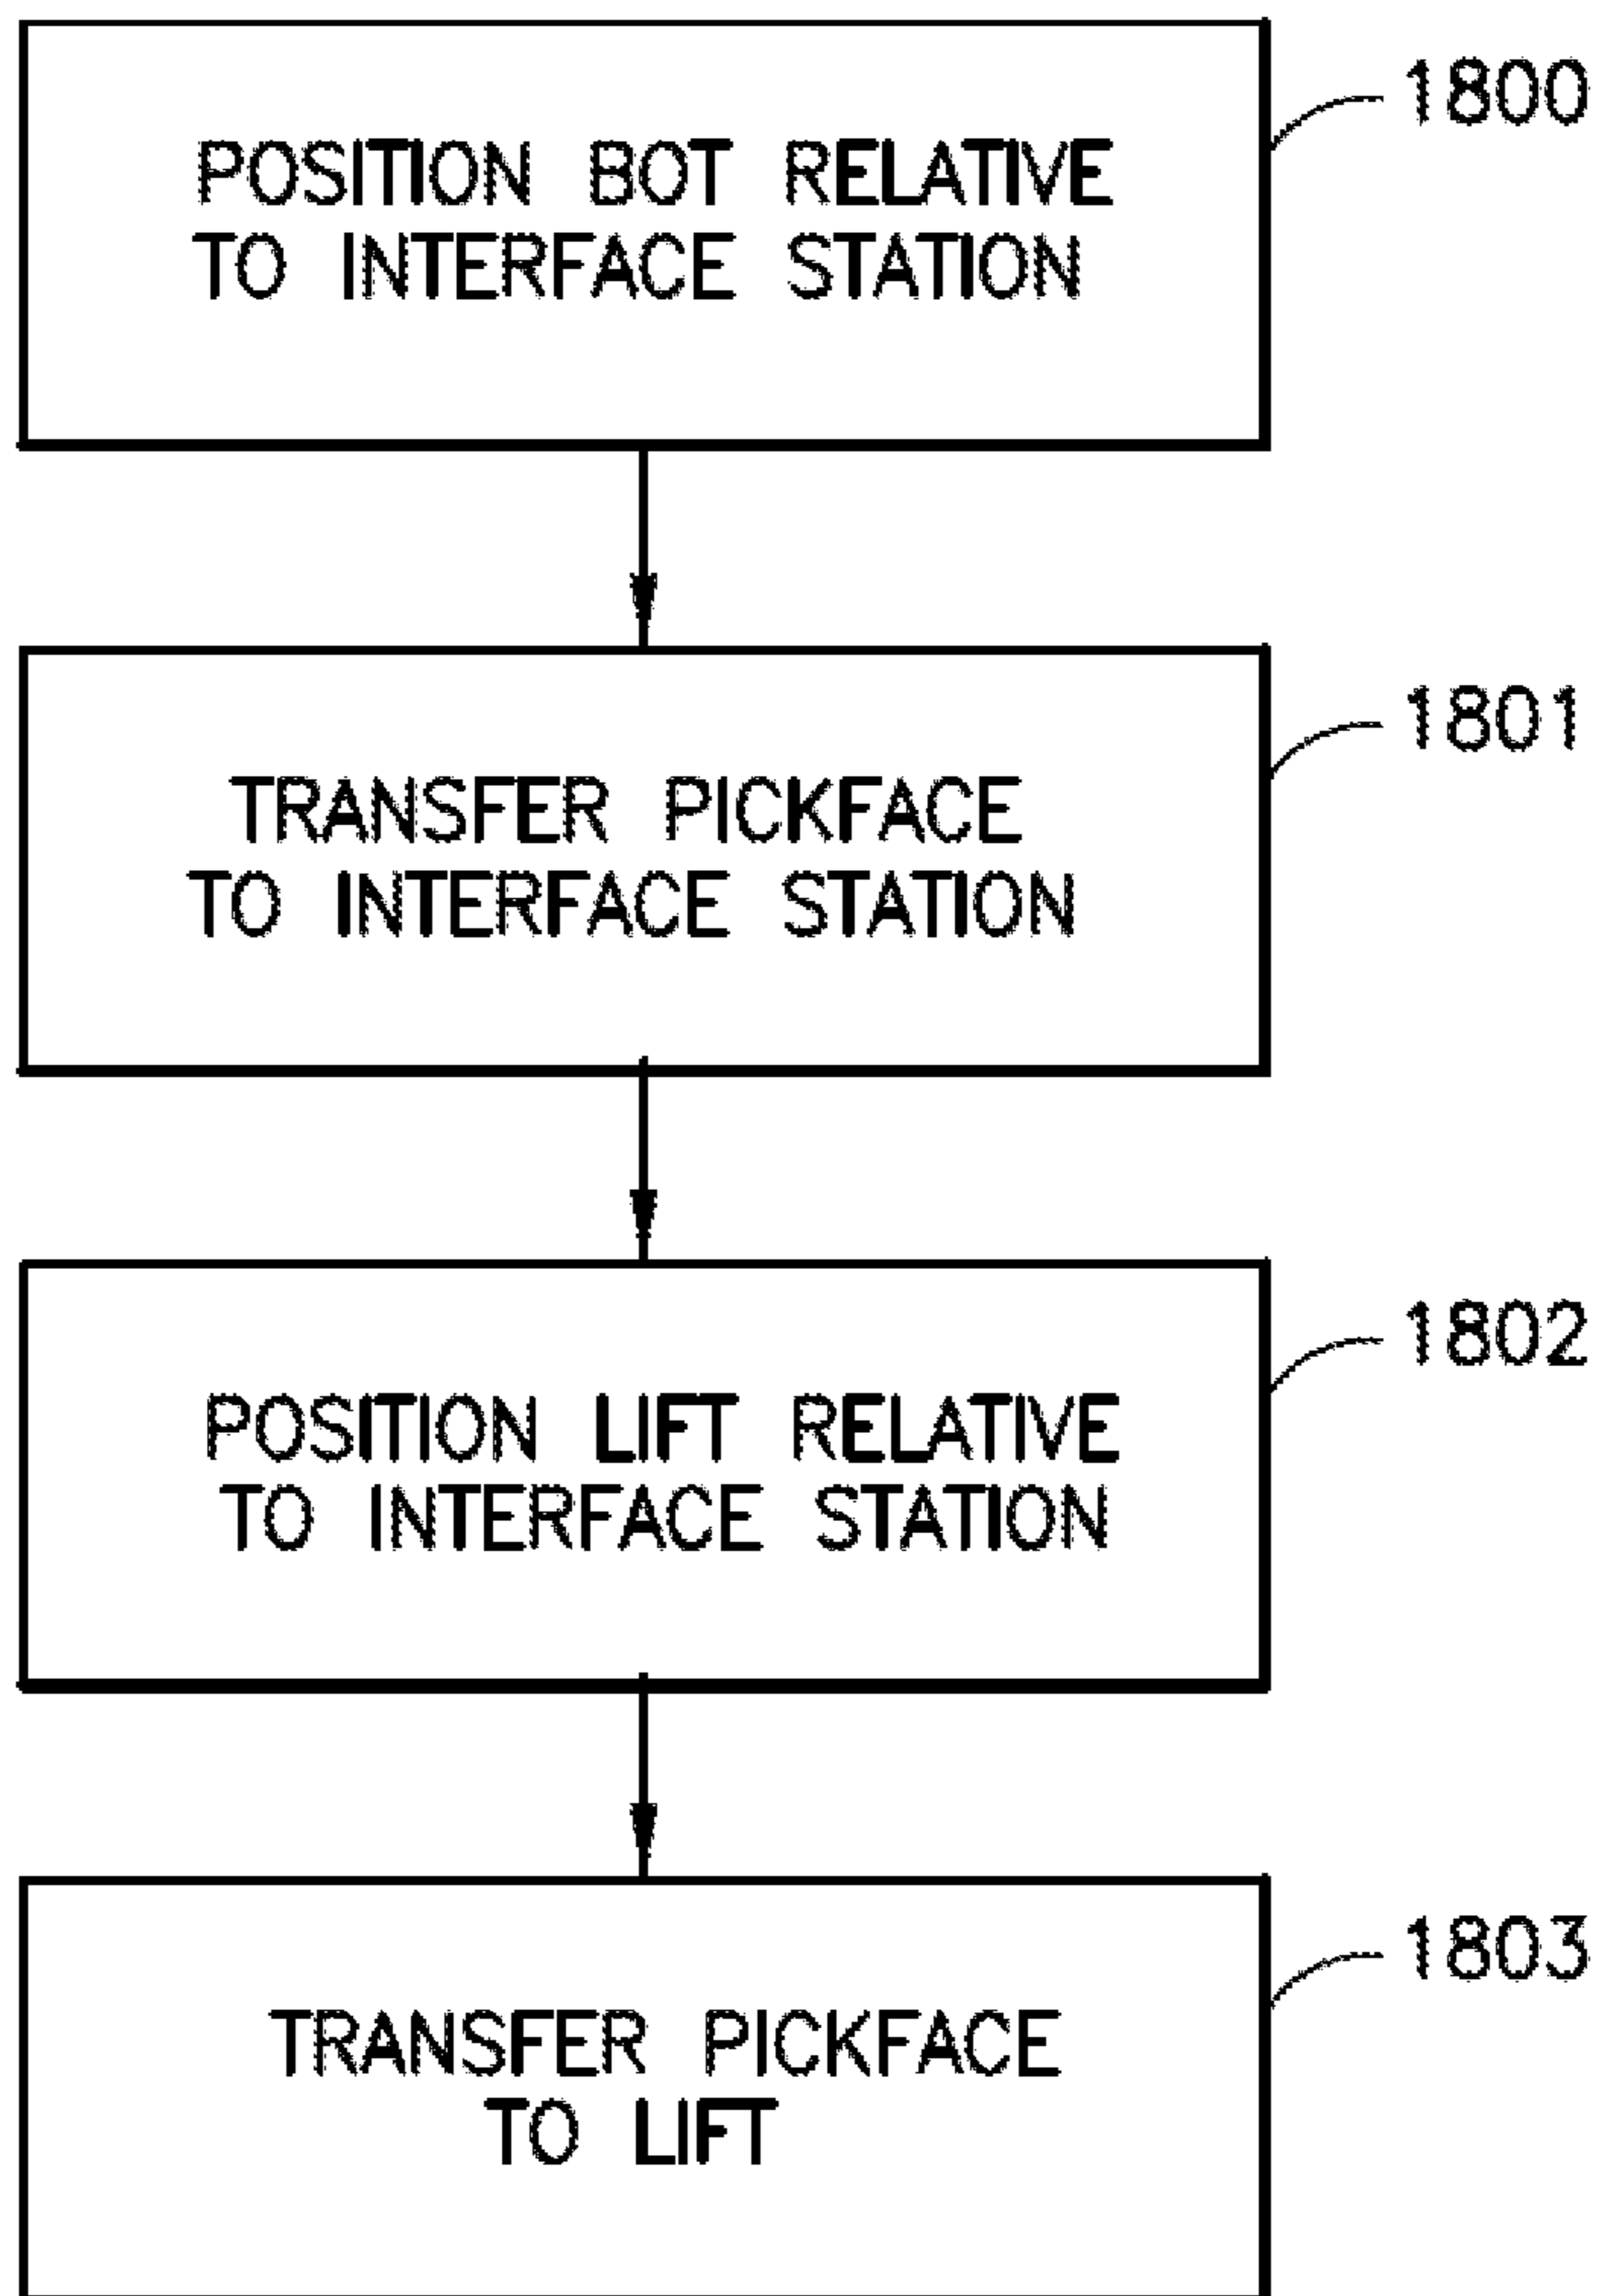 POSITION BOT RELATIVE
TO INTERFACE STATION
1800
TRANSFER PICKFACE
TO INTERFACE STATION
1801
POSITION LIFT RELATIVE
TO INTERFACE STATION
1802
TRANSFER PICKFACE
TO LIFT
1803